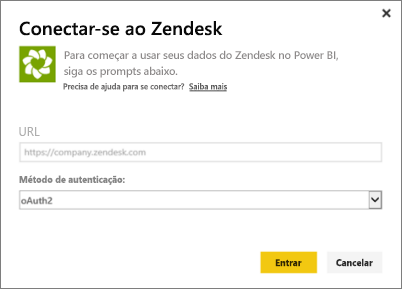 Conectar-se ao Zendesk
Para começar a usar seus dados do Zendesk no Power BI,
siga os prompts abaixo.
Precisa de ajuda para se conectar? Saiba mais
URL
https://company.zendesk.com
Método de autenticação:
oAuth2
Entrar Cancelar